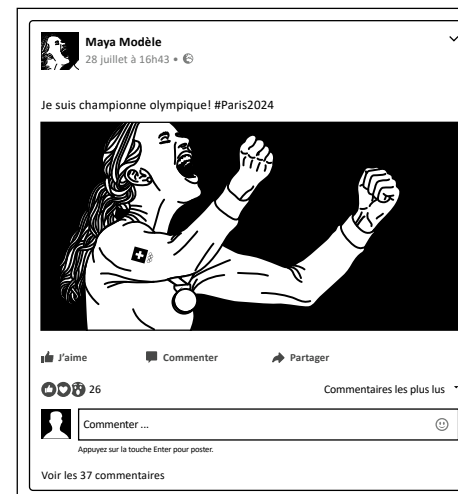 Maya Modèle
28 juillet à 16h43 •
Je suis championne olympique! #Paris2024
J'aime
Commenter
Partager
26
Commentaires les plus lus
Commenter ...
Appuyez sur la touche Enter pour poster.
Voir les 37 commentaires